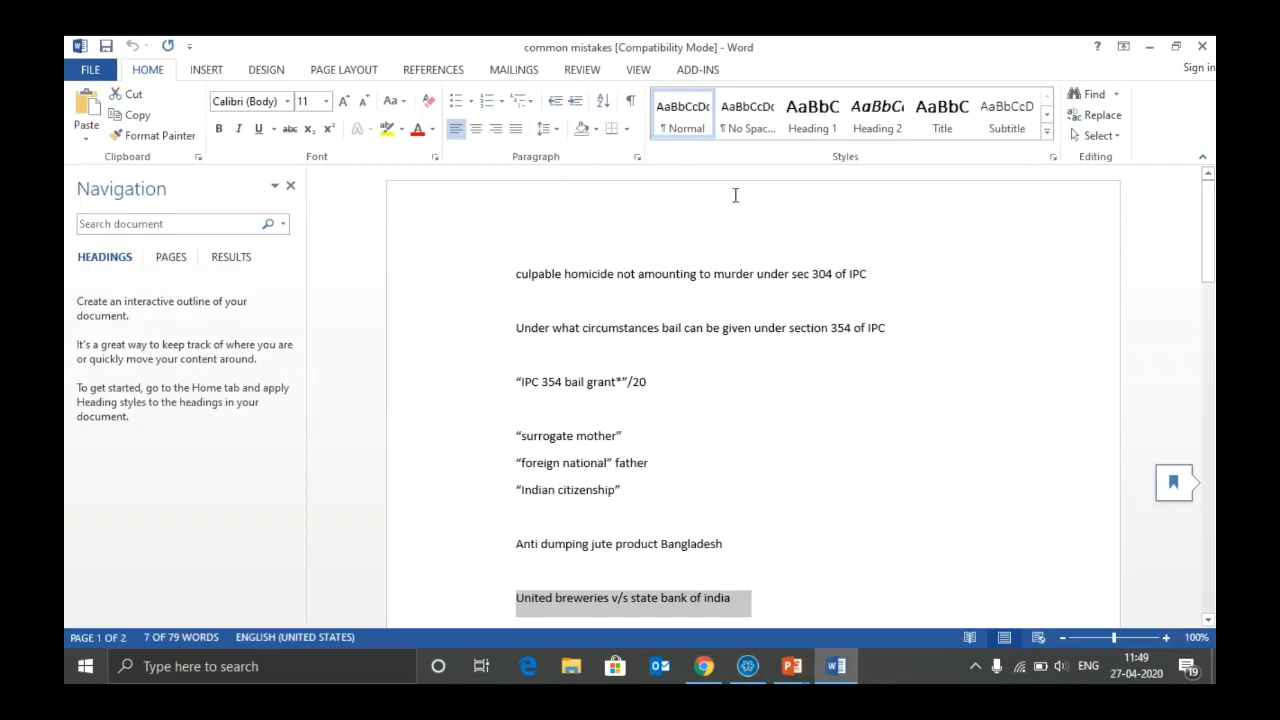 common mistakes [Compatibility Mode] - Word
? 
FILE HOME INSERT DESIGN PAGE LAYOUT REFERENCES MAILINGS REVIEW VIEW ADD-INS Sign in
Paste
Cut
Copy
Format Painter
Clipboard
Calibri (Body) 11
Aa
B I U abc x₂ x² A A
Font
Paragraph
AaBbCcDc AaBbCcDc AaBbC AaBbCc AaBbC AaBbCcD
¶ Normal ¶ No Spac... Heading 1 Heading 2 Title Subtitle
Styles
Find
Replace
Select
Editing
Navigation
Search document
HEADINGS PAGES RESULTS
Create an interactive outline of your
document.
It's a great way to keep track of where you are
or quickly move your content around.
To get started, go to the Home tab and apply
Heading styles to the headings in your
document.
culpable homicide not amounting to murder under sec 304 of IPC
Under what circumstances bail can be given under section 354 of IPC
“IPC 354 bail grant*”/20
“surrogate mother”
“foreign national” father
“Indian citizenship”
Anti dumping jute product Bangladesh
United breweries v/s state bank of india
PAGE 1 OF 2 7 OF 79 WORDS ENGLISH (UNITED STATES) 100%
Type here to search
ENG
11:49
27-04-2020
19